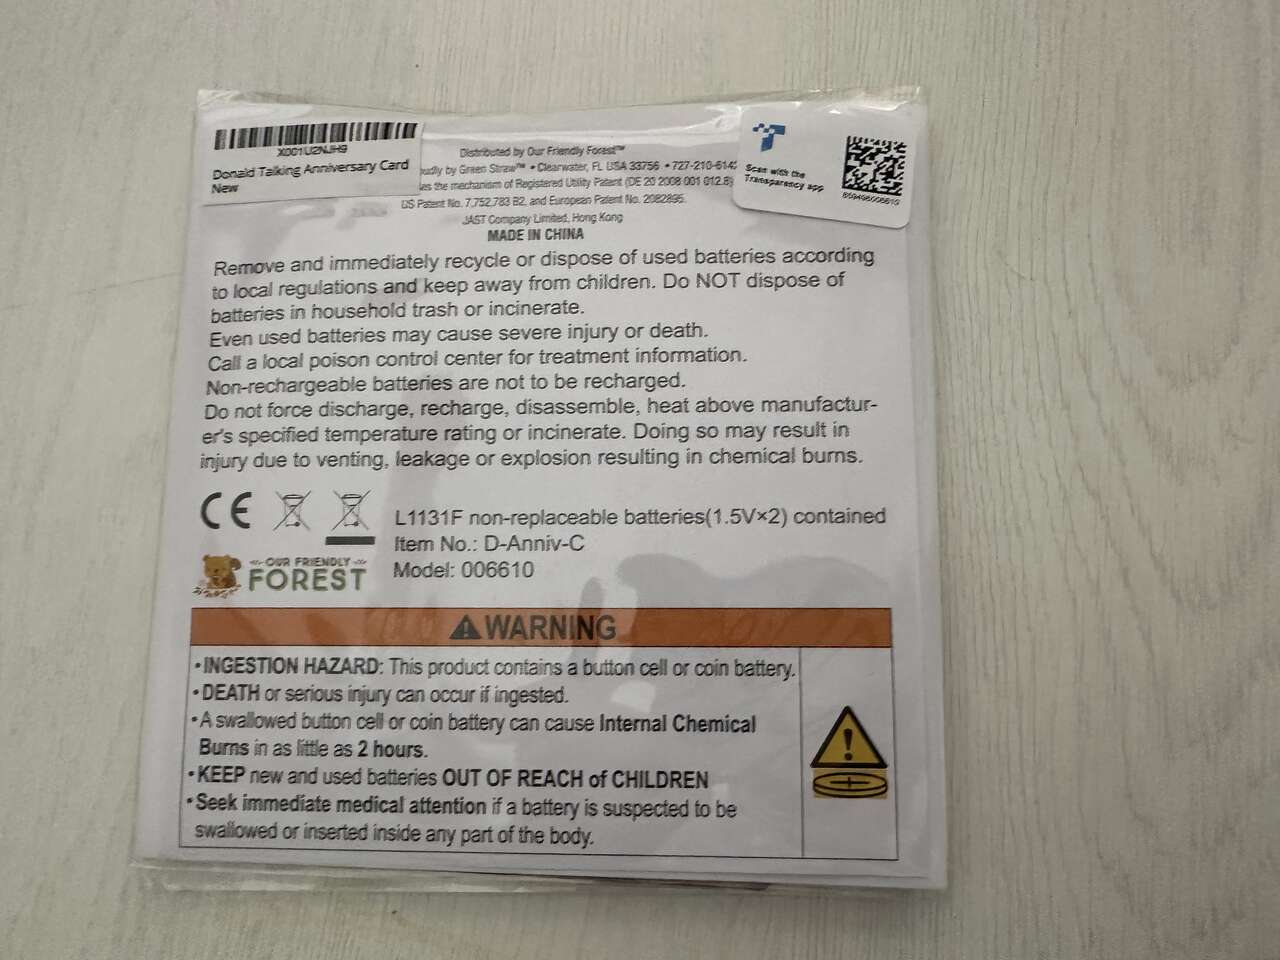 X001U2NJH9
Donald Talking Anniversary Card
New
Distributed by Our Friendly Forest™
by Green Straw™ • Clearwater, FL USA 33756 • 727-210-614
the mechanism of Registered Utility Patent (DE 20 2008 001 012.8)
US Patent No. 7,752,783 B2, and European Patent No. 2082895.
JAST Company Limited, Hong Kong
MADE IN CHINA
Scan with the
Transparency app
Remove and immediately recycle or dispose of used batteries according
to local regulations and keep away from children. Do NOT dispose of
batteries in household trash or incinerate.
Even used batteries may cause severe injury or death.
Call a local poison control center for treatment information.
Non-rechargeable batteries are not to be recharged.
Do not force discharge, recharge, disassemble, heat above manufactur-
er's specified temperature rating or incinerate. Doing so may result in
injury due to venting, leakage or explosion resulting in chemical burns.
CE
L1131F non-replaceable batteries(1.5V×2) contained
Item No.: D-Anniv-C
Model: 006610
OUR FRIENDLY
FOREST
WARNING
•INGESTION HAZARD: This product contains a button cell or coin battery.
•DEATH or serious injury can occur if ingested.
•A swallowed button cell or coin battery can cause Internal Chemical
Burns in as little as 2 hours.
•KEEP new and used batteries OUT OF REACH of CHILDREN
•Seek immediate medical attention if a battery is suspected to be
swallowed or inserted inside any part of the body.